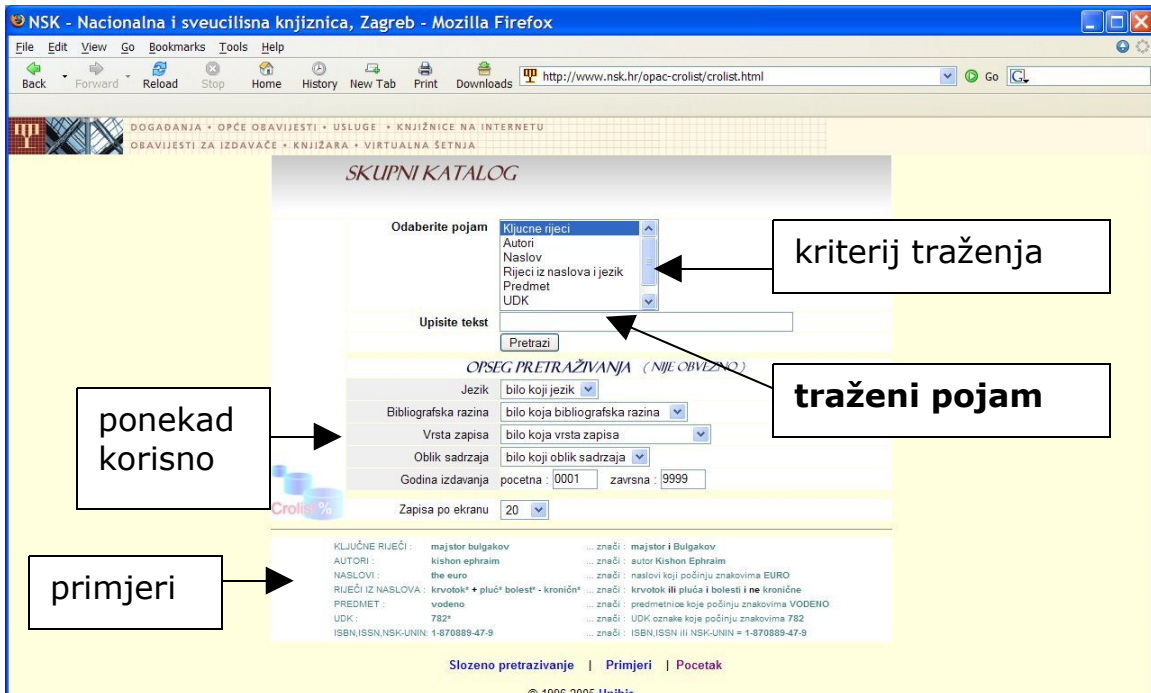 NSK - Nacionalna i sveucilisna knjiznica, Zagreb - Mozilla Firefox
File Edit View Go Bookmarks Tools Help
Back Forward Reload Stop Home History New Tab Print Downloads http://www.nsk.hr/opac-crolist/crolist.html Go
DOGAĐANJA • OPĆE OBAVIJESTI • USLUGE • KNJIŽNICE NA INTERNETU
OBAVIJESTI ZA IZDAVAČE • KNJIŽARA • VIRTUALNA ŠETNJA
SKUPNI KATALOG
Odaberite pojam
Kljucne rijeci
Autori
Naslov
Rijeci iz naslova i jezik
Predmet
UDK
kriterij traženja
Upisite tekst
Pretrazi
traženi pojam
OPSEG PRETRAŽIVANJA ( NIJE OBVEZNO )
Jezik bilo koji jezik
Bibliografska razina bilo koja bibliografska razina
Vrsta zapisa bilo koja vrsta zapisa
Oblik sadrzaja bilo koji oblik sadrzaja
Godina izdavanja pocetna : 0001 zavrsna : 9999
ponekad
korisno
Zapisa po ekranu 20
Crolist %
KLJUČNE RIJEČI : majstor bulgakov ... znači : majstor i Bulgakov
AUTORI : kishon ephraim ... znači : autor Kishon Ephraim
NASLOVI : the euro ... znači : naslovi koji počinju znakovima EURO
RIJEČI IZ NASLOVA : krvotok* + pluć* bolest* - kroničn* ... znači : krvotok ili pluća i bolesti i ne kronične
PREDMET : vodeno ... znači : predmetnice koje počinju znakovima VODENO
UDK : 782* ... znači : UDK oznake koje počinju znakovima 782
ISBN,ISSN,NSK-UNIN: 1-870889-47-9 ... znači : ISBN,ISSN ili NSK-UNIN = 1-870889-47-9
primjeri
Slozeno pretrazivanje | Primjeri | Pocetak
© 1996-2005 Unibis